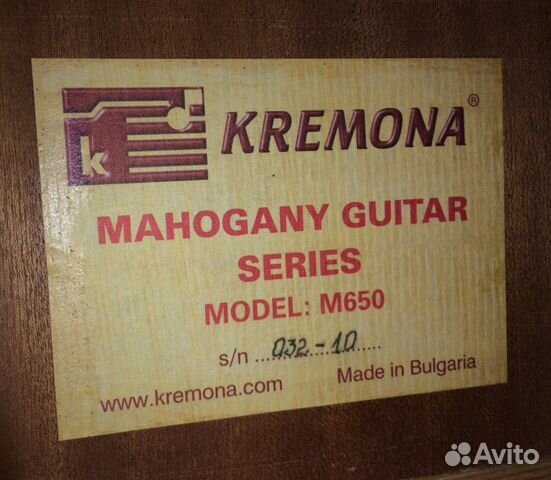 k KREMONA®
MAHOGANY GUITAR
SERIES
MODEL: M650
s/n ..032-10.....
www.kremona.com Made in Bulgaria
Avito